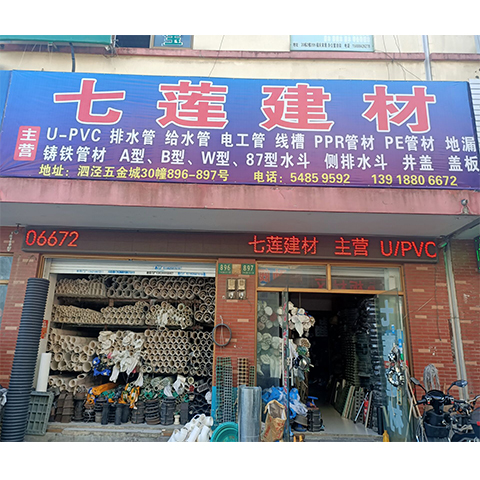 七莲建材
主营
U-PVC 排水管 给水管 电工管 线槽 PPR管材 PE管材 地漏
铸铁管材 A型、B型、W型、87型水斗 侧排水斗 井盖 盖板
地址：泗泾五金城30幢896-897号 电话：5485 9592 139 1880 6672
06672 七莲建材 主营 U/PVC
896 897